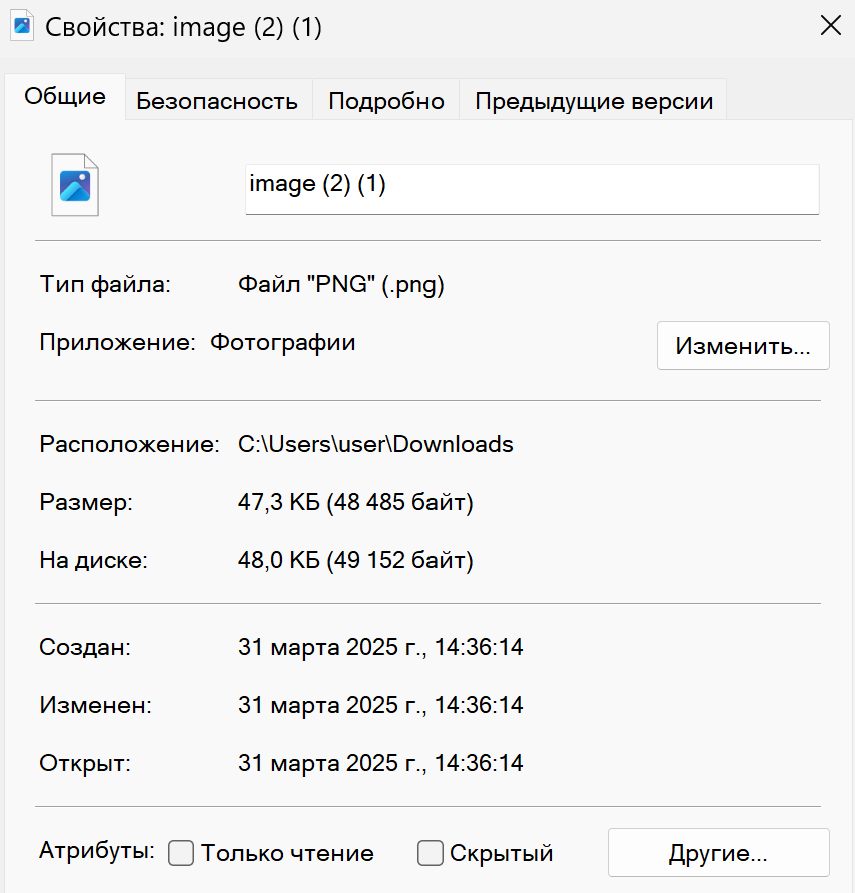 Свойства: image (2) (1)
Общие Безопасность Подробно Предыдущие версии
image (2) (1)
Тип файла: Файл "PNG" (.png)
Приложение: Фотографии Изменить...
Расположение: C:\Users\user\Downloads
Размер: 47,3 КБ (48 485 байт)
На диске: 48,0 КБ (49 152 байт)
Создан: 31 марта 2025 г., 14:36:14
Изменен: 31 марта 2025 г., 14:36:14
Открыт: 31 марта 2025 г., 14:36:14
Атрибуты: Только чтение Скрытый Другие...